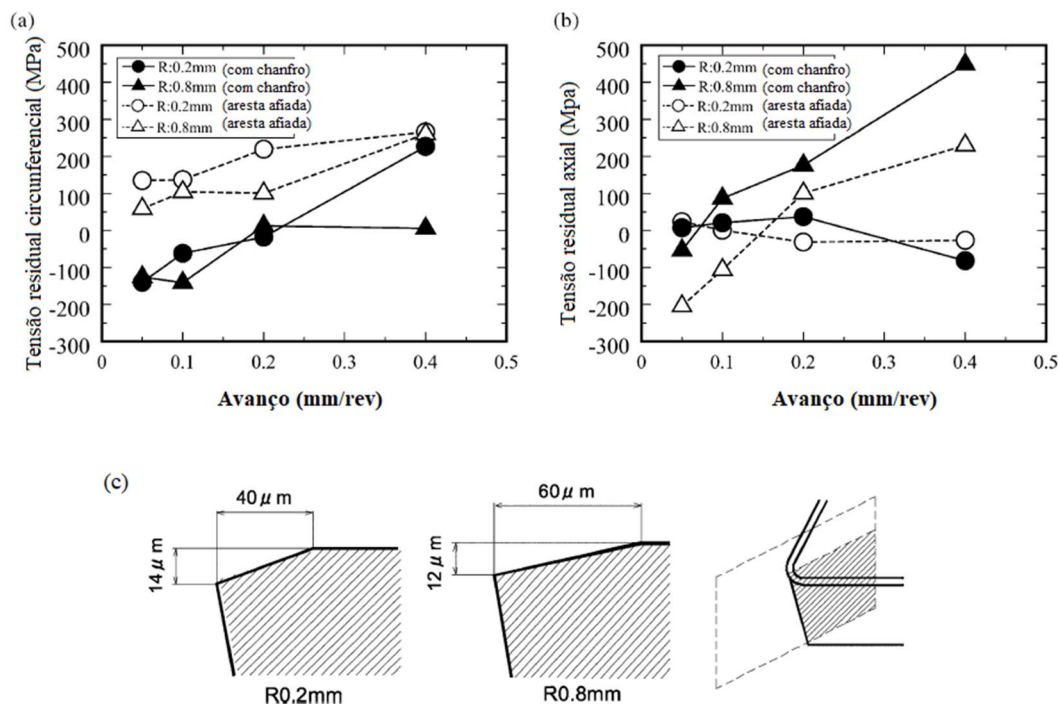 (a)
Tensão residual circunferencial (MPa)
500
400
300
200
100
0
-100
-200
-300
R:0.2mm (com chanfro)
R:0.8mm (com chanfro)
R:0.2mm (aresta afiada)
R:0.8mm (aresta afiada)
0 0.1 0.2 0.3 0.4 0.5
Avanço (mm/rev)
(b)
Tensão residual axial (Mpa)
500
400
300
200
100
0
-100
-200
-300
R:0.2mm (com chanfro)
R:0.8mm (com chanfro)
R:0.2mm (aresta afiada)
R:0.8mm (aresta afiada)
0 0.1 0.2 0.3 0.4 0.5
Avanço (mm/rev)
(c)
40 μm
14 μm
R0.2mm
60 μm
12 μm
R0.8mm